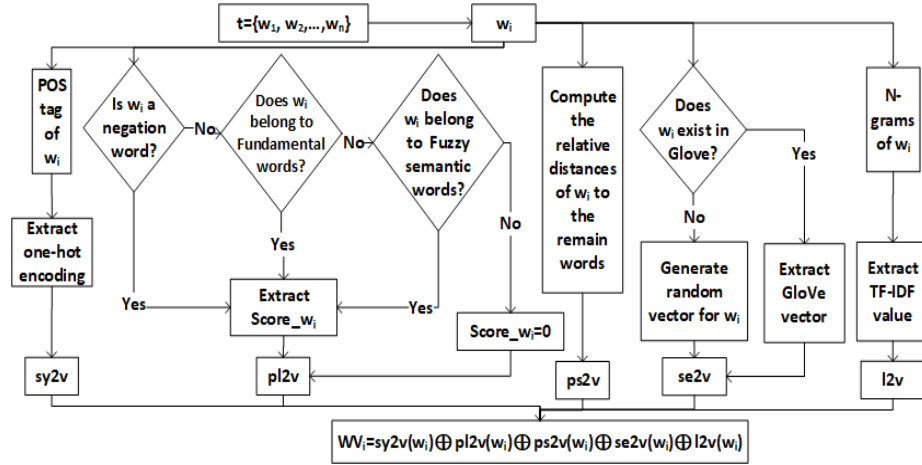 t={w₁, w₂,...,wₙ}
wᵢ
POS
tag
of
wᵢ
Is wᵢ a
negation
word?
No
Does wᵢ
belong to
Fundamental
words?
No
Does
wᵢ belong
to Fuzzy
semantic
words?
Compute
the
relative
distances
of wᵢ to
the
remain
words
Does
wᵢ exist in
Glove?
Yes
N-
grams
of wᵢ
No
No
Extract
one-hot
encoding
Yes
Yes
Yes
Extract
Score_wᵢ
Score_wᵢ=0
Generate
random
vector for wᵢ
Extract
GloVe
vector
Extract
TF-IDF
value
sy2v
pl2v
ps2v
se2v
l2v
WVᵢ=sy2v(wᵢ)⊕pl2v(wᵢ)⊕ps2v(wᵢ)⊕se2v(wᵢ)⊕l2v(wᵢ)